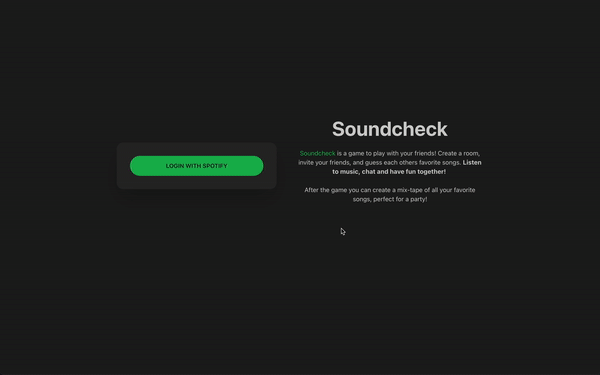 LOGIN WITH SPOTIFY
Soundcheck
Soundcheck is a game to play with your friends! Create a room,
invite your friends, and guess each others favorite songs. Listen
to music, chat and have fun together!
After the game you can create a mix-tape of all your favorite
songs, perfect for a party!